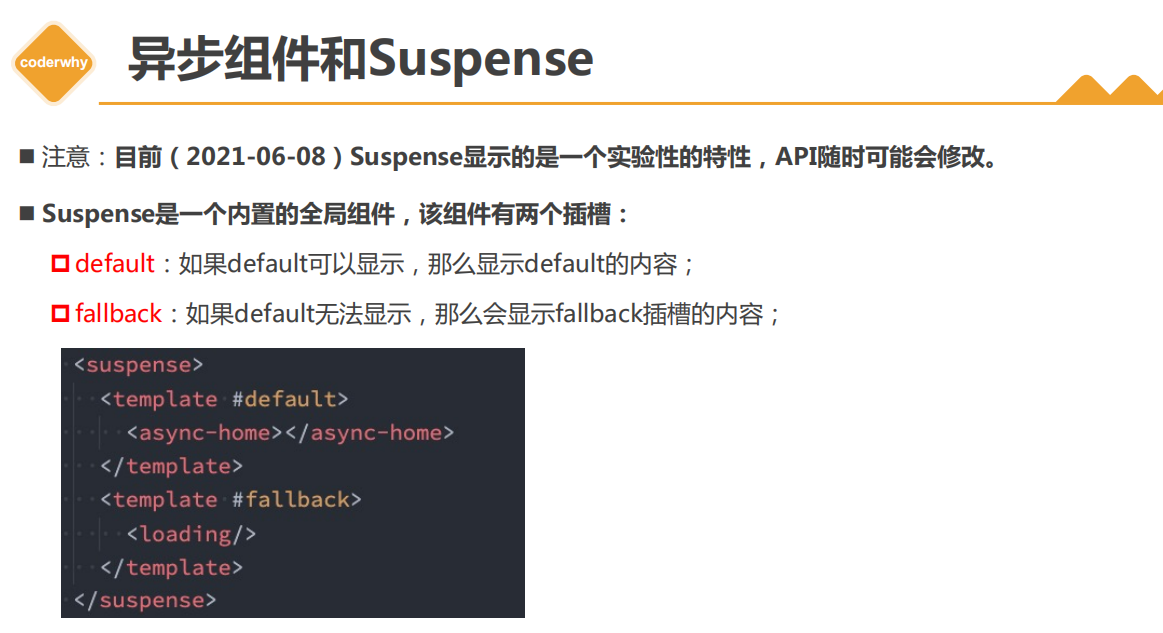 coderwhy
异步组件和Suspense
注意：目前（2021-06-08）Suspense显示的是一个实验性的特性，API随时可能会修改。
Suspense是一个内置的全局组件，该组件有两个插槽：
default：如果default可以显示，那么显示default的内容；
fallback：如果default无法显示，那么会显示fallback插槽的内容；
<suspense>
<template #default>
<async-home></async-home>
</template>
<template #fallback>
<loading/>
</template>
</suspense>